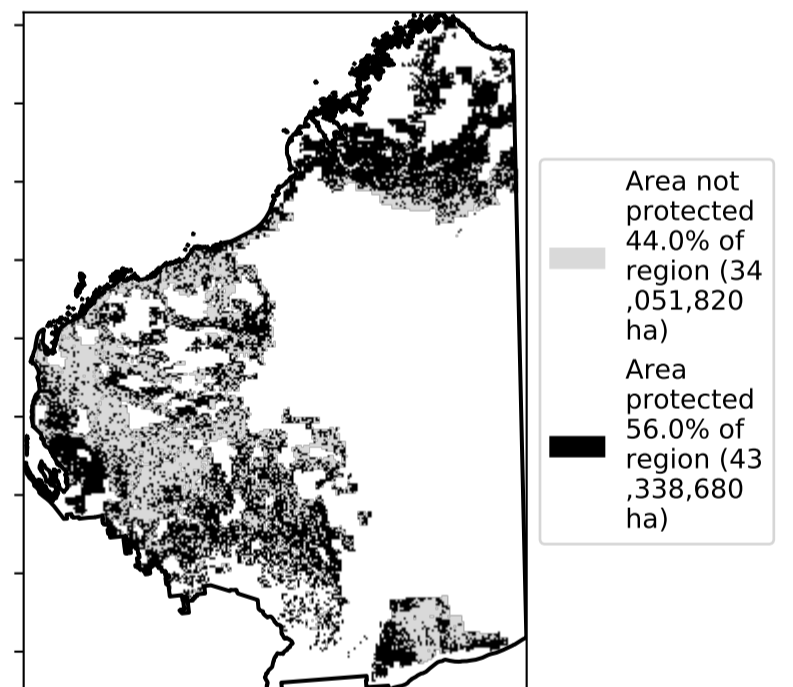 Area not
protected
44.0% of
region (34
,051,820
ha)
Area
protected
56.0% of
region (43
,338,680
ha)